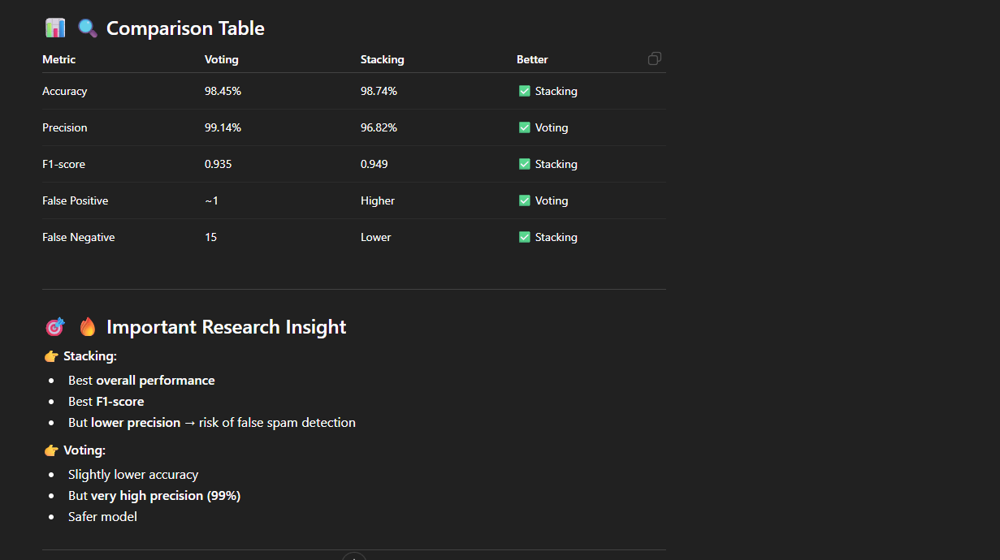 📊 🔍 Comparison Table
Metric Voting Stacking Better
Accuracy 98.45% 98.74% ✅ Stacking
Precision 99.14% 96.82% ✅ Voting
F1-score 0.935 0.949 ✅ Stacking
False Positive ~1 Higher ✅ Voting
False Negative 15 Lower ✅ Stacking
🎯 🔥 Important Research Insight
👉 Stacking:
• Best overall performance
• Best F1-score
• But lower precision → risk of false spam detection
👉 Voting:
• Slightly lower accuracy
• But very high precision (99%)
• Safer model